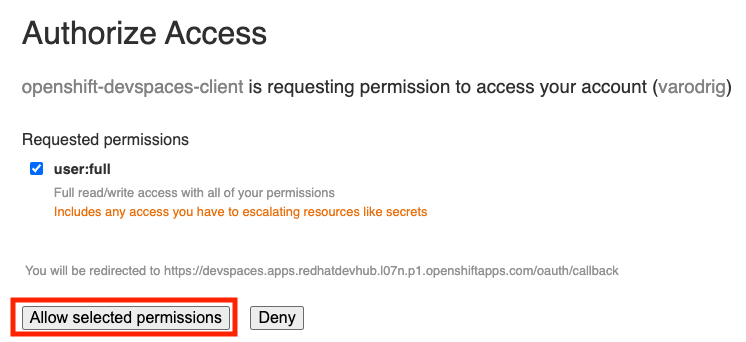 Authorize Access
openshift-devspaces-client is requesting permission to access your account (varodrig)
Requested permissions
user:full
Full read/write access with all of your permissions
Includes any access you have to escalating resources like secrets
You will be redirected to https://devspaces.apps.redhatdevhub.l07n.p1.openshiftapps.com/oauth/callback
Allow selected permissions Deny